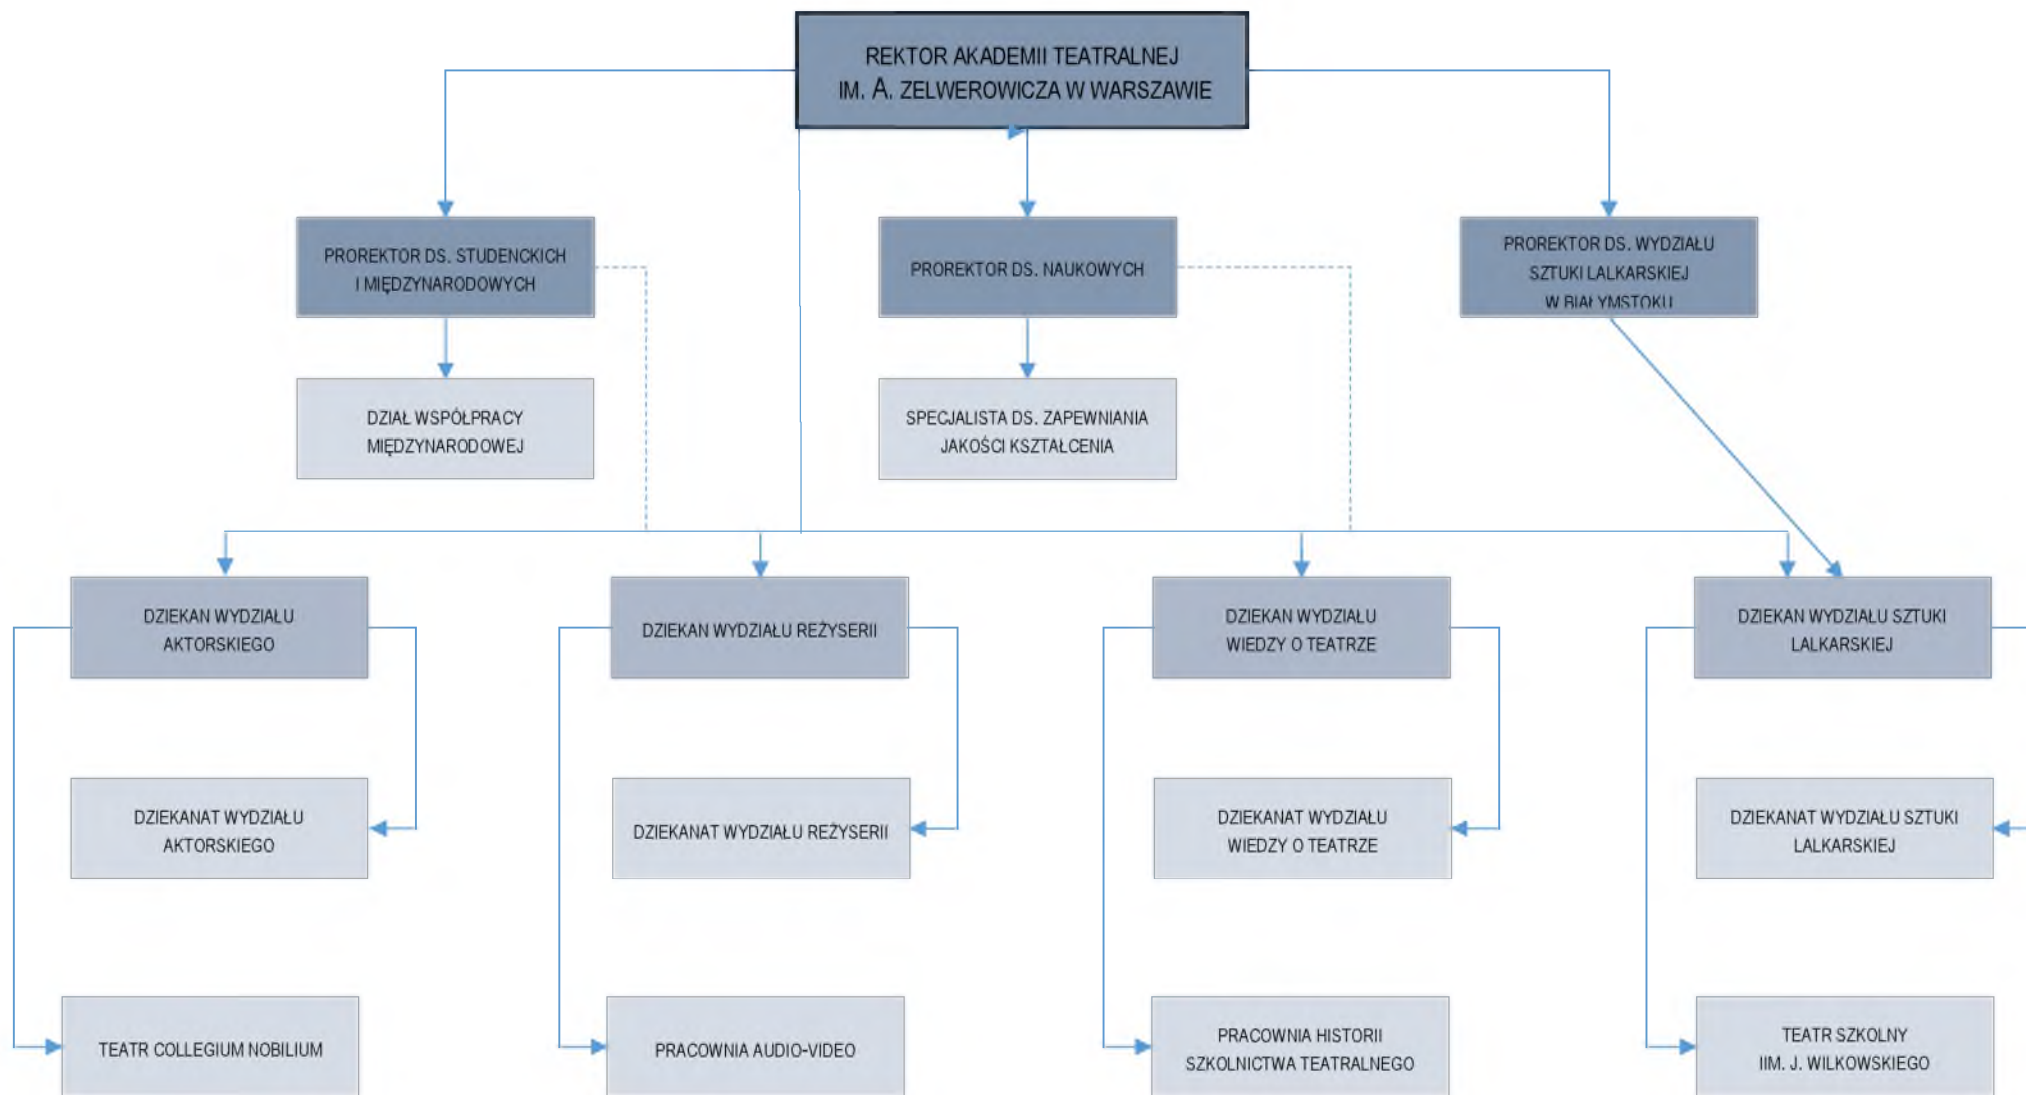 REKTOR AKADEMII TEATRALNEJ
IM. A. ZELWEROWICZA W WARSZAWIE
PROREKTOR DS. STUDENCKICH
I MIĘDZYNARODOWYCH
PROREKTOR DS. NAUKOWYCH
PROREKTOR DS. WYDZIAŁU
SZTUKI LALKARSKIEJ
W BIAŁYMSTOKU
DZIAŁ WSPÓŁPRACY
MIĘDZYNARODOWEJ
SPECJALISTA DS. ZAPEWNIANIA
JAKOŚCI KSZTAŁCENIA
DZIEKAN WYDZIAŁU
AKTORSKIEGO
DZIEKAN WYDZIAŁU REŻYSERII
DZIEKAN WYDZIAŁU
WIEDZY O TEATRZE
DZIEKAN WYDZIAŁU SZTUKI
LALKARSKIEJ
DZIEKANAT WYDZIAŁU
AKTORSKIEGO
DZIEKANAT WYDZIAŁU REŻYSERII
DZIEKANAT WYDZIAŁU
WIEDZY O TEATRZE
DZIEKANAT WYDZIAŁU SZTUKI
LALKARSKIEJ
TEATR COLLEGIUM NOBILIUM
PRACOWNIA AUDIO-VIDEO
PRACOWNIA HISTORII
SZKOLNICTWA TEATRALNEGO
TEATR SZKOLNY
IIM. J. WILKOWSKIEGO